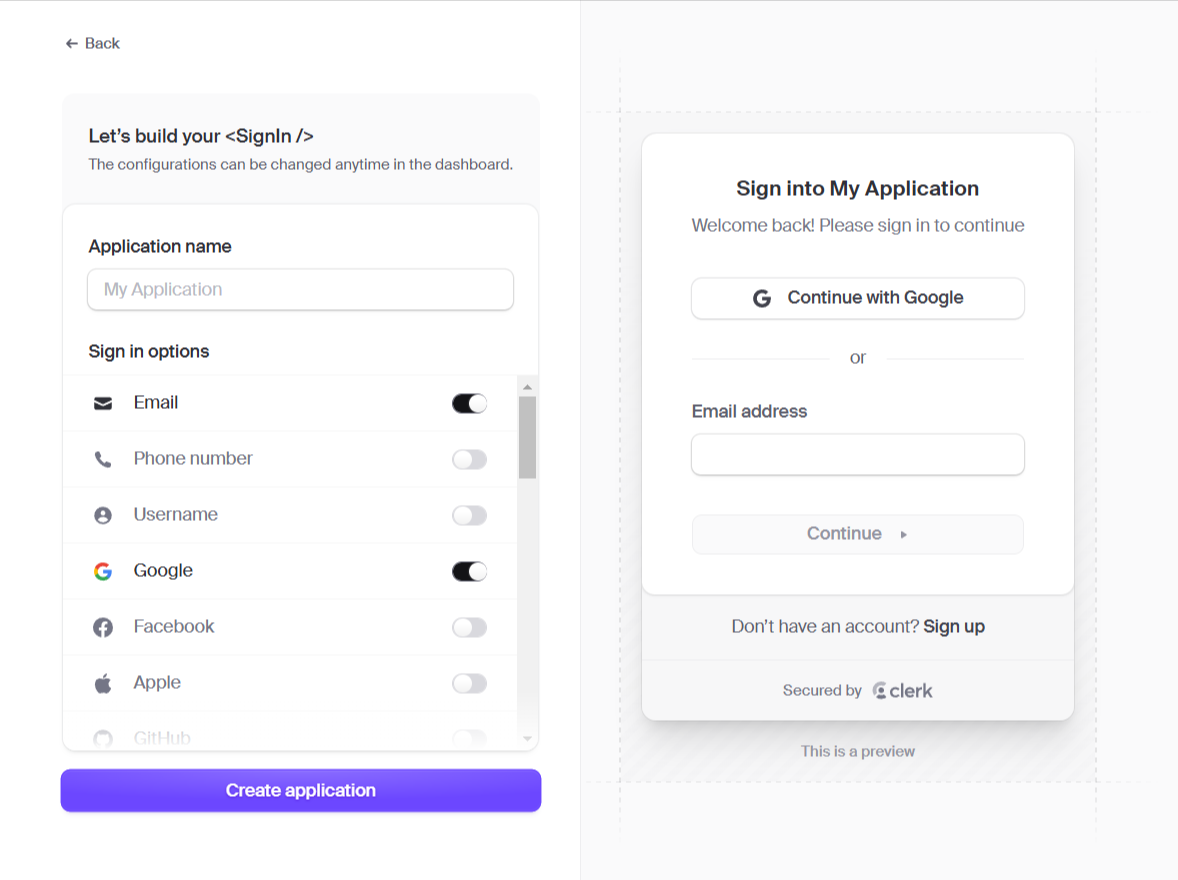 ← Back
Let’s build your <SignIn />
The configurations can be changed anytime in the dashboard.
Application name
My Application
Sign in options
Email
Phone number
Username
Google
Facebook
Apple
GitHub
Create application
Sign into My Application
Welcome back! Please sign in to continue
Continue with Google
or
Email address
Continue
Don’t have an account? Sign up
Secured by clerk
This is a preview